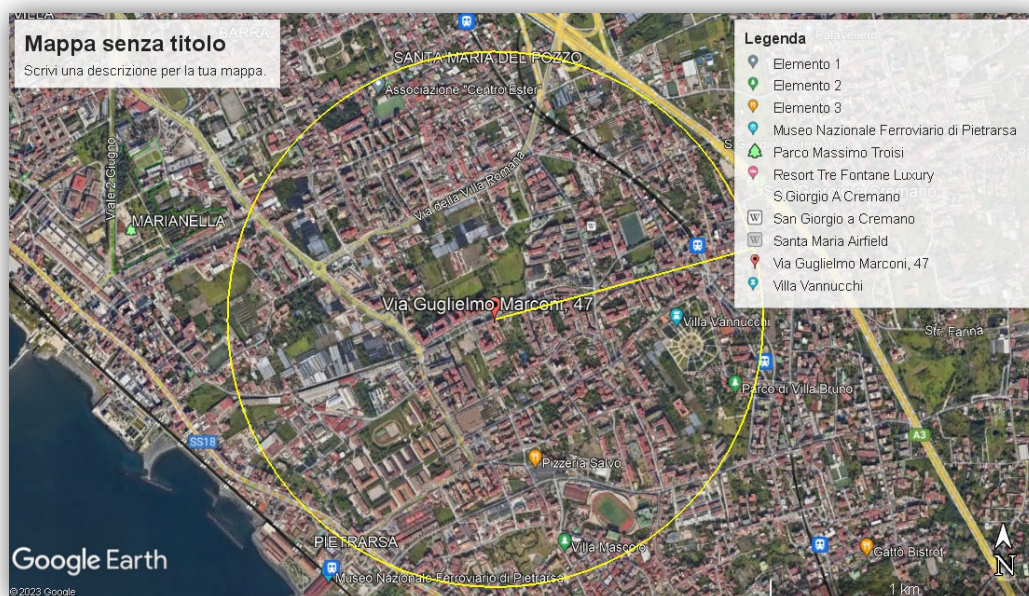 VILLA
BARRA
Mappa senza titolo
Scrivi una descrizione per la tua mappa.
SANTA MARIA DEL POZZO
Associazione "Centro Ester"
Viale 2 Giugno
Via della Villa Romana
MARIANELLA
Via Guglielmo Marconi, 47
Villa Vannucchi
Parco di Villa Bruno
Str. Farina
A3
SS18
Pizzeria Salvo
PIETRARSA
Villa Mascolo
Museo Nazionale Ferroviario di Pietrarsa
Gattò Bistrot
Legenda
Elemento 1
Elemento 2
Elemento 3
Museo Nazionale Ferroviario di Pietrarsa
Parco Massimo Troisi
Resort Tre Fontane Luxury
S.Giorgio A Cremano
W San Giorgio a Cremano
W Santa Maria Airfield
Via Guglielmo Marconi, 47
Villa Vannucchi
W
Google Earth
©2023 Google
N
1 km